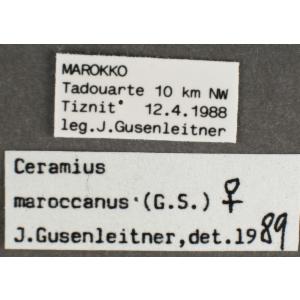 MAROKKO
Tadouarte 10 km NW
Tiznit° 12.4.1988
leg.J.Gusenleitner
Ceramius
maroccanus (G.S.) ♀
J.Gusenleitner,det.1989